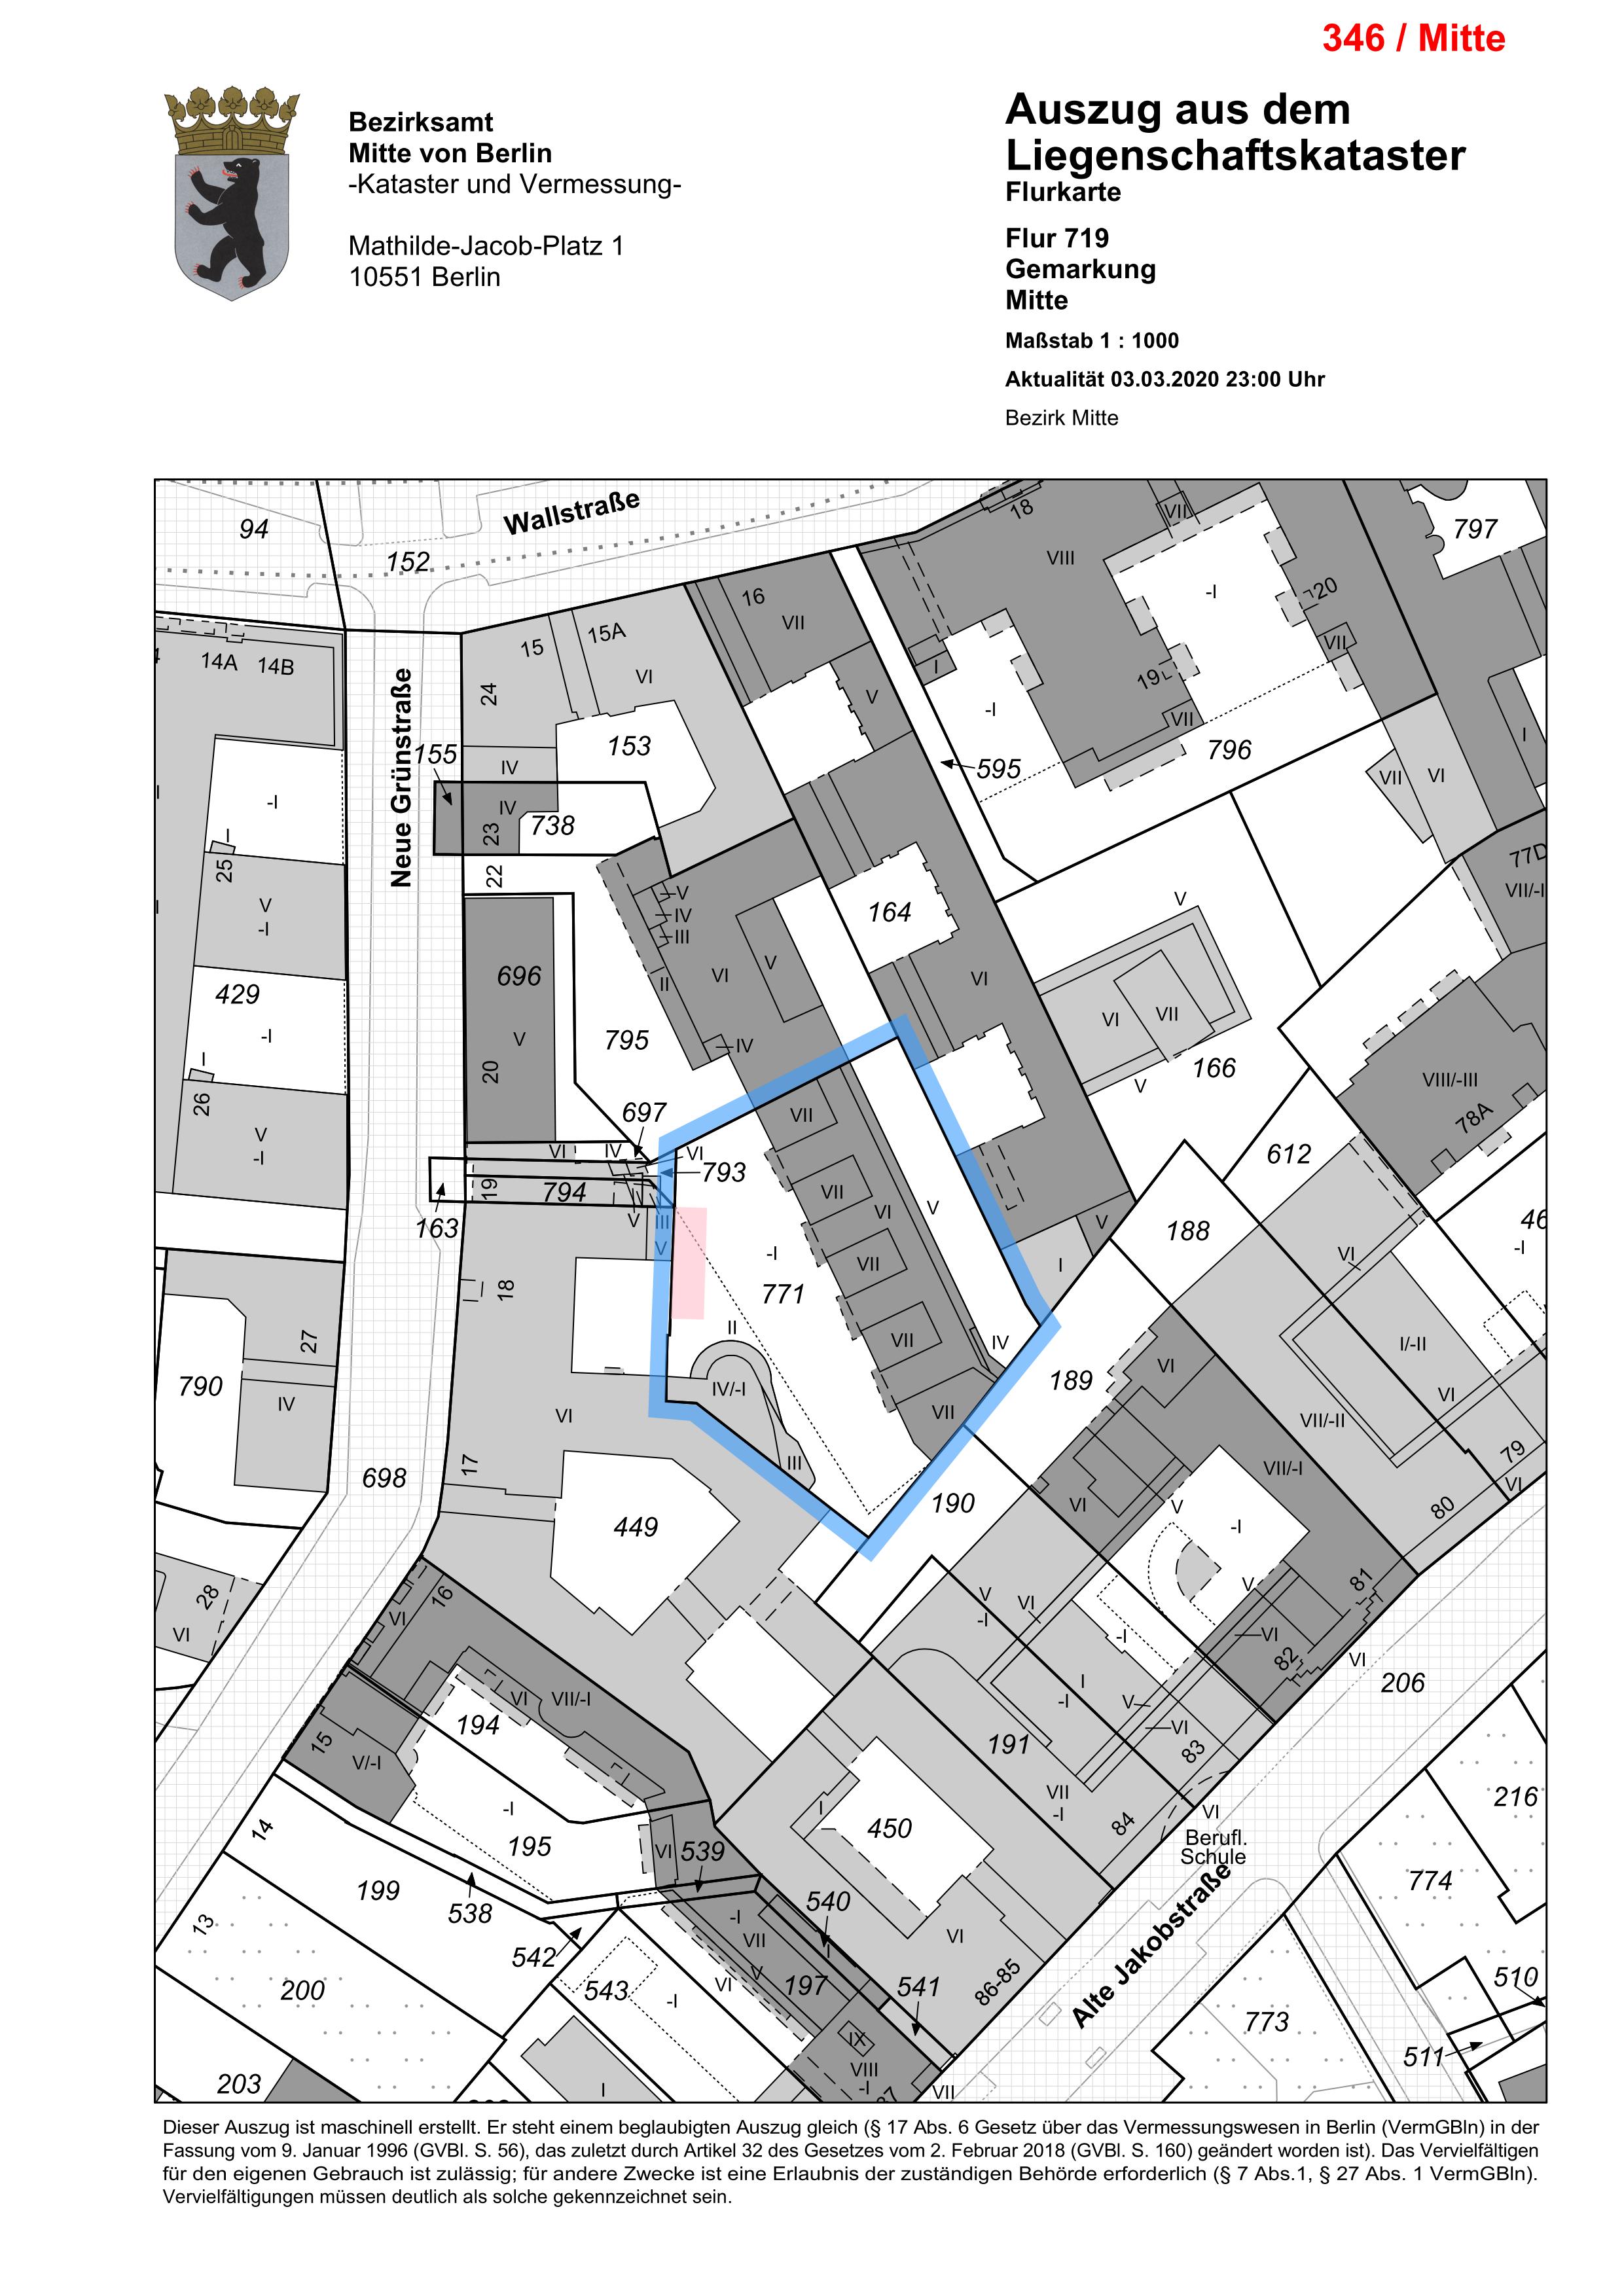 346 / Mitte
Bezirksamt
Mitte von Berlin
-Kataster und Vermessung-
Mathilde-Jacob-Platz 1
10551 Berlin
Auszug aus dem
Liegenschaftskataster
Flurkarte
Flur 719
Gemarkung
Mitte
Maßstab 1 : 1000
Aktualität 03.03.2020 23:00 Uhr
Bezirk Mitte
94
152
Wallstraße
18
VII
VIII
797
-I
20
VII
16
VII
15
15A
VI
14A
14B
Neue Grünstraße
24
153
155
IV
IV
23
738
22
V
I
-I
19
VII
595
796
VII
VI
I
-I
I
25
V
-I
429
-I
I
26
V
-I
696
V
20
V
IV
III
II
VI
V
IV
795
164
VI
V
VI
VII
V
166
77D
VII/-I
VIII/-III
78A
612
697
VI
IV
VI
793
19
794
163
V
IV
III
V
VII
VII
VI
V
VII
VII
VII
IV
-I
771
V
I
188
VI
46
-I
18
27
790
IV
II
IV/-I
III
VI
17
698
449
189
190
VI
VI
V
VII/-I
-I
V
I/-II
VI
VII/-II
79
VI
80
81
VI
82
VI
206
28
VI
16
VI
15
V/-I
194
VI
VII/-I
-I
195
VI
539
V
-I
VI
-I
I
-I
V
VI
191
83
VII
-I
84
VI
Berufl.
Schule
Alte Jakobstraße
I
450
VI
86-85
14
199
538
542
13
200
543
-I
-I
VII
V
VI
197
540
I
541
IX
VIII
-I
VII
203
I
216
774
510
773
511
Dieser Auszug ist maschinell erstellt. Er steht einem beglaubigten Auszug gleich (§ 17 Abs. 6 Gesetz über das Vermessungswesen in Berlin (VermGBln) in der
Fassung vom 9. Januar 1996 (GVBl. S. 56), das zuletzt durch Artikel 32 des Gesetzes vom 2. Februar 2018 (GVBl. S. 160) geändert worden ist). Das Vervielfältigen
für den eigenen Gebrauch ist zulässig; für andere Zwecke ist eine Erlaubnis der zuständigen Behörde erforderlich (§ 7 Abs.1, § 27 Abs. 1 VermGBln).
Vervielfältigungen müssen deutlich als solche gekennzeichnet sein.